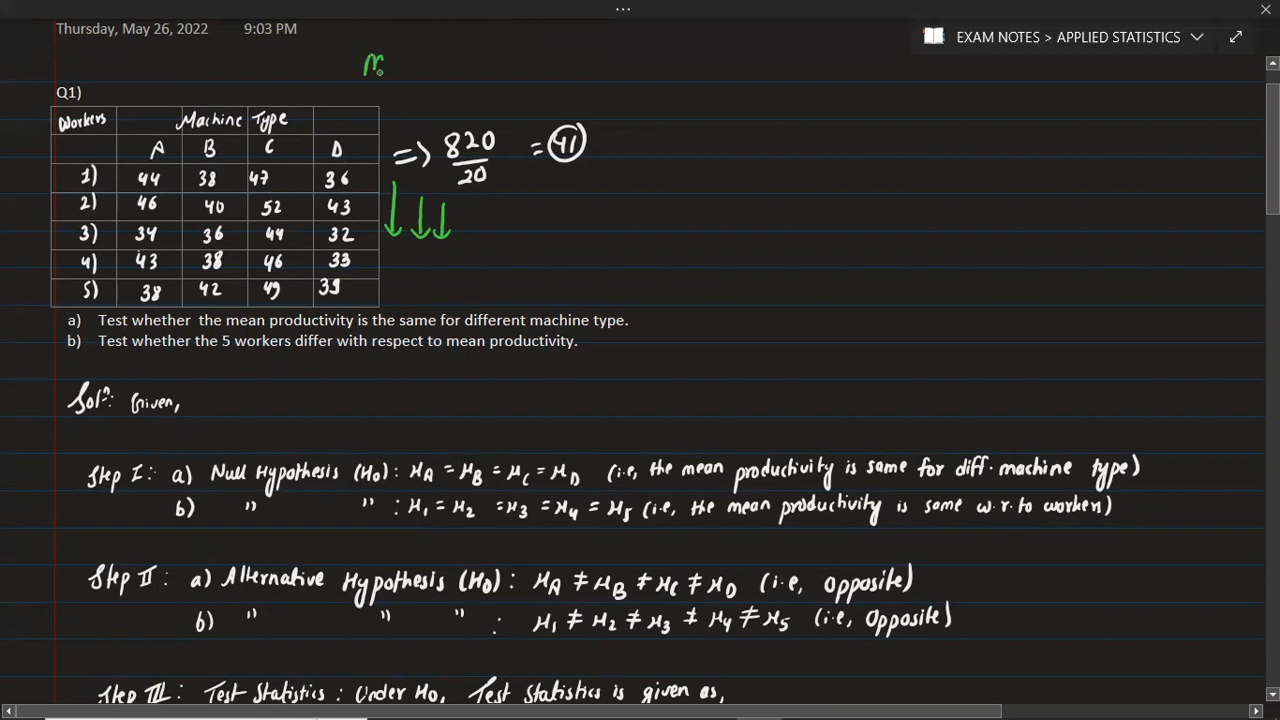 ...
Thursday, May 26, 2022 9:03 PM
EXAM NOTES > APPLIED STATISTICS
Q1)
Workers Machine Type
A B C D
1) 44 38 47 36
2) 46 40 52 43
3) 34 36 44 32
4) 43 38 46 33
5) 38 42 49 39
=> 820/20 = 41
a) Test whether the mean productivity is the same for different machine type.
b) Test whether the 5 workers differ with respect to mean productivity.
Solⁿ: Given,
Step I: a) Null Hypothesis (H0): μA = μB = μC = μD (i.e, the mean productivity is same for diff. machine type)
b) " " : μ1 = μ2 = μ3 = μ4 = μ5 (i.e, the mean productivity is same w.r.to worker)
Step II: a) Alternative Hypothesis (H0): μA ≠ μB ≠ μC ≠ μD (i.e, opposite)
b) " " " : μ1 ≠ μ2 ≠ μ3 ≠ μ4 ≠ μ5 (i.e, opposite)
Step III: Test Statistics: Under H0, Test Statistics is given as,